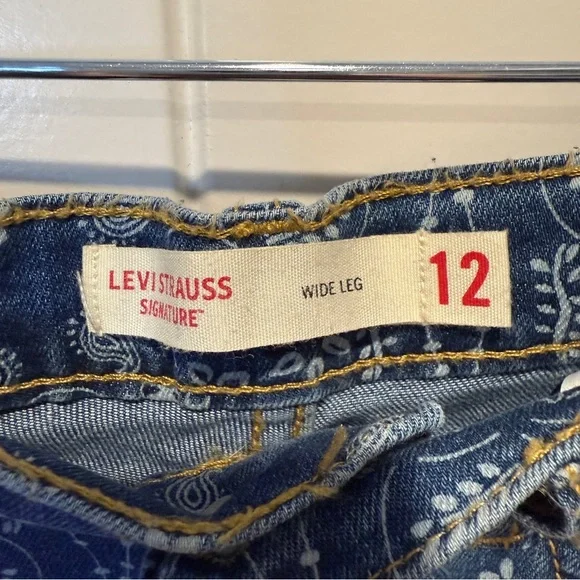 LEVI STRAUSS
SIGNATURE™
WIDE LEG
12